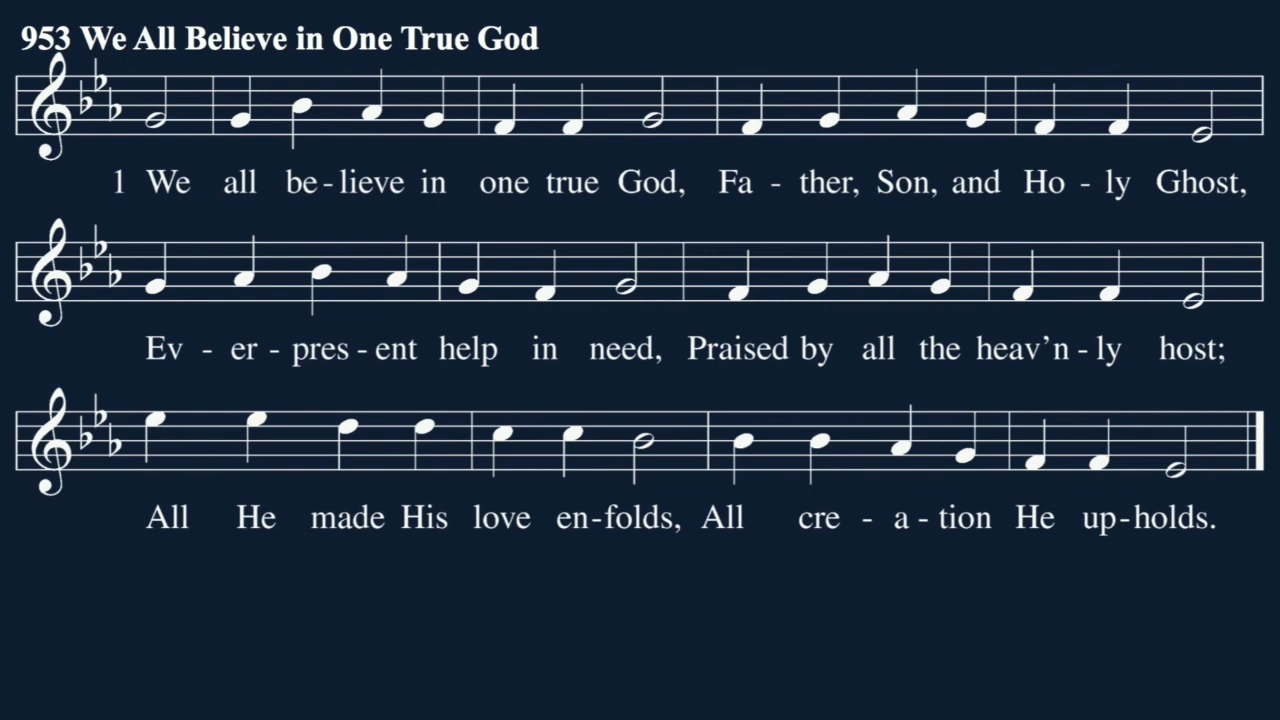 953 We All Believe in One True God
1 We all be - lieve in one true God, Fa - ther, Son, and Ho - ly Ghost,
Ev - er - pres - ent help in need, Praised by all the heav’n - ly host;
All He made His love en - folds, All cre - a - tion He up - holds.